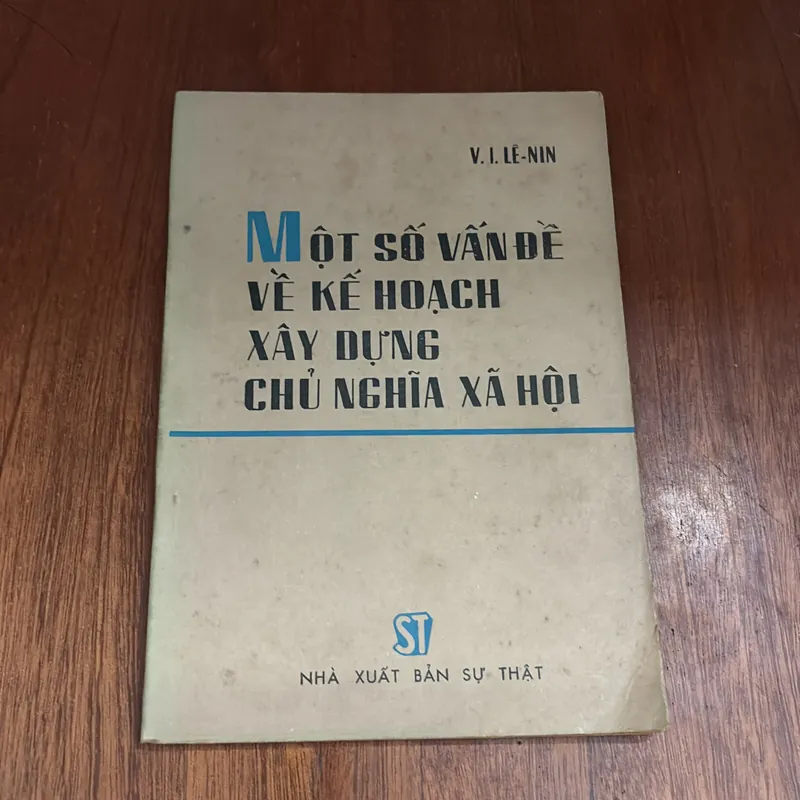 V. I. LÊ-NIN
MỘT SỐ VẤN ĐỀ
VỀ KẾ HOẠCH
XÂY DỰNG
CHỦ NGHĨA XÃ HỘI
ST
NHÀ XUẤT BẢN SỰ THẬT